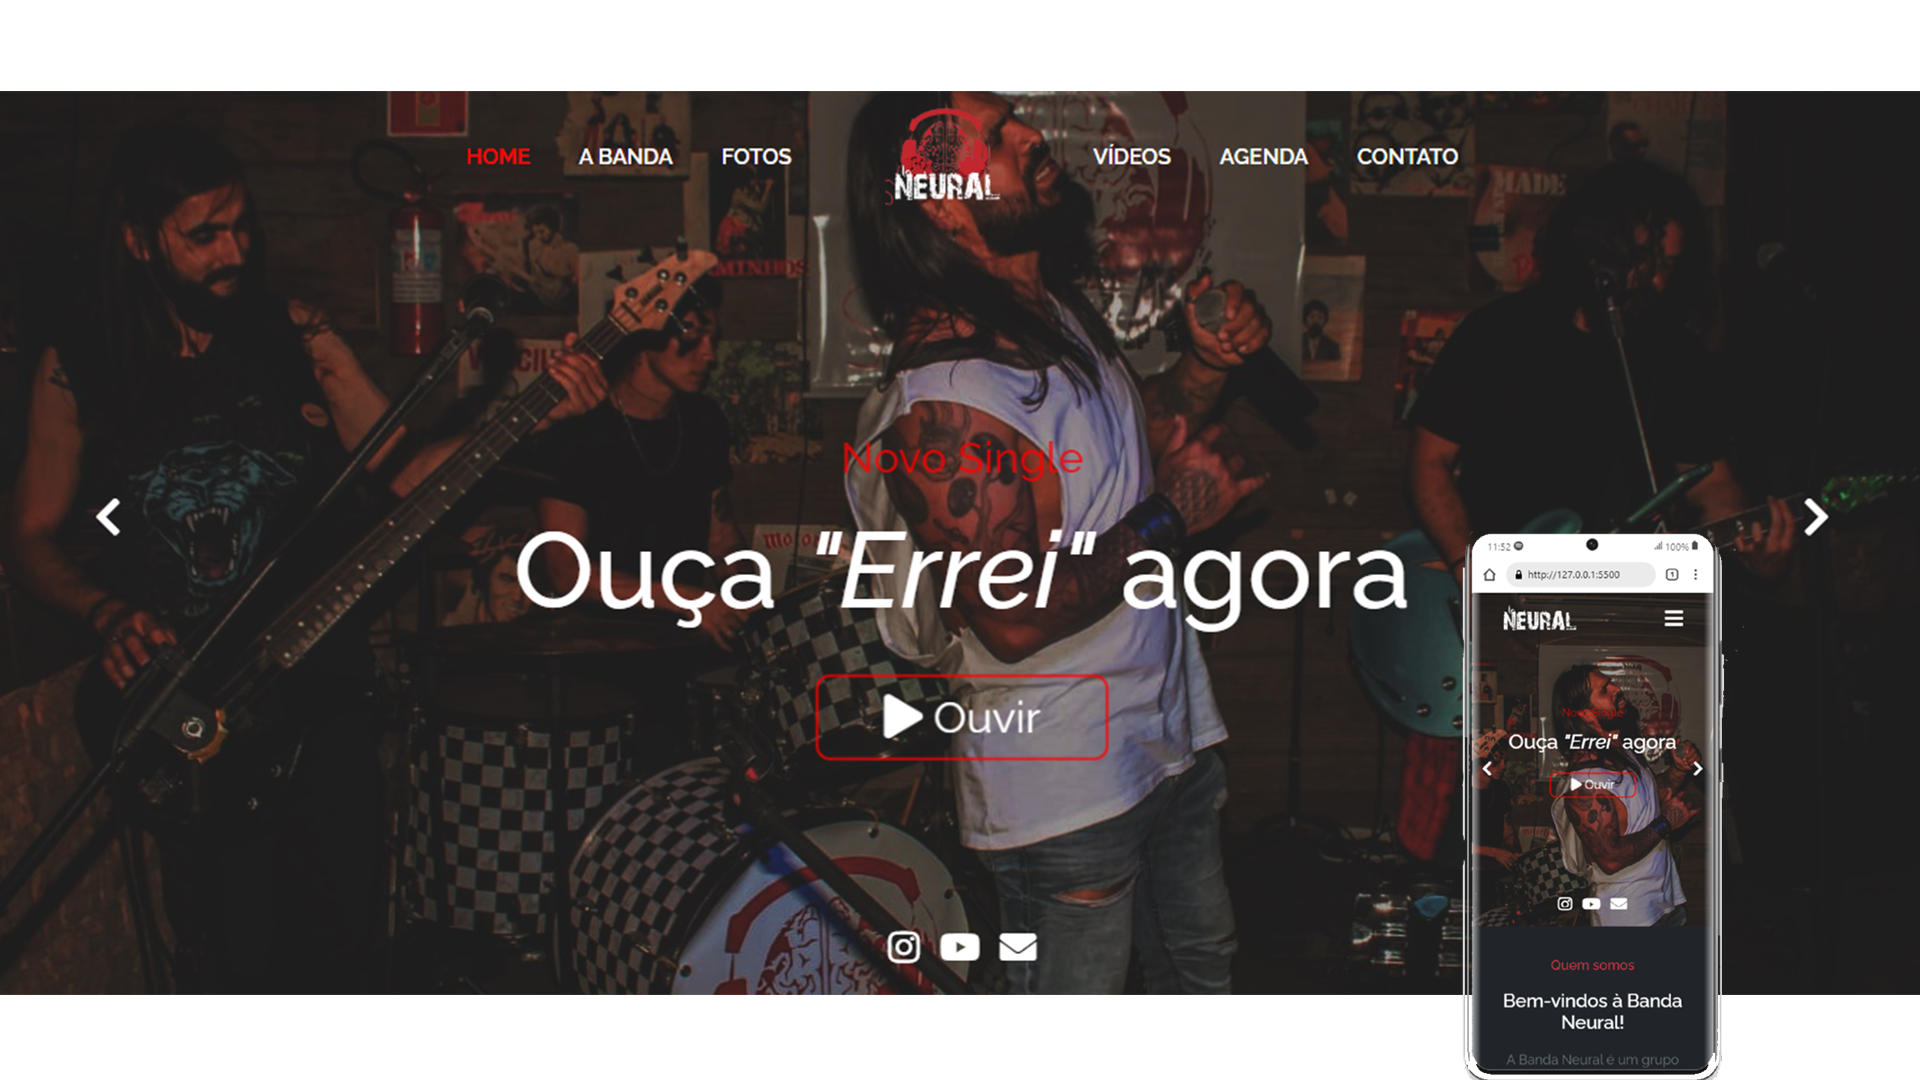 HOME
A BANDA
FOTOS
NEURAL
VÍDEOS
AGENDA
CONTATO
MADE
Novo Single
Ouça "Errei" agora
Ouvir
11:52
100%
http://127.0.0.1:5500
1
NEURAL
Novo Single
Ouça "Errei" agora
Ouvir
Quem somos
Bem-vindos à Banda
Neural!
A Banda Neural é um grupo